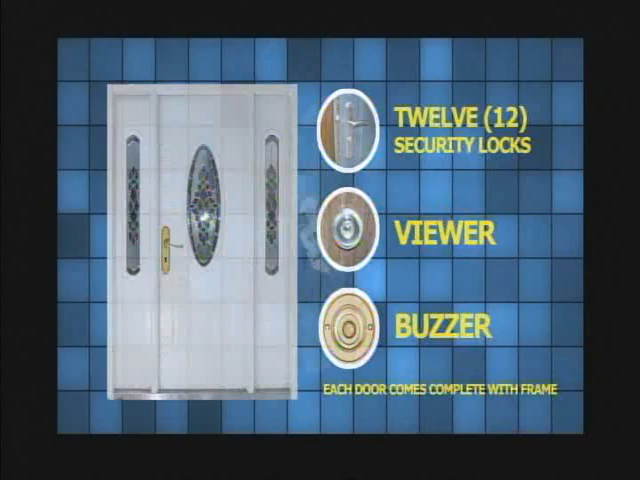 TWELVE (12)
SECURITY LOCKS
VIEWER
BUZZER
EACH DOOR COMES COMPLETE WITH FRAME